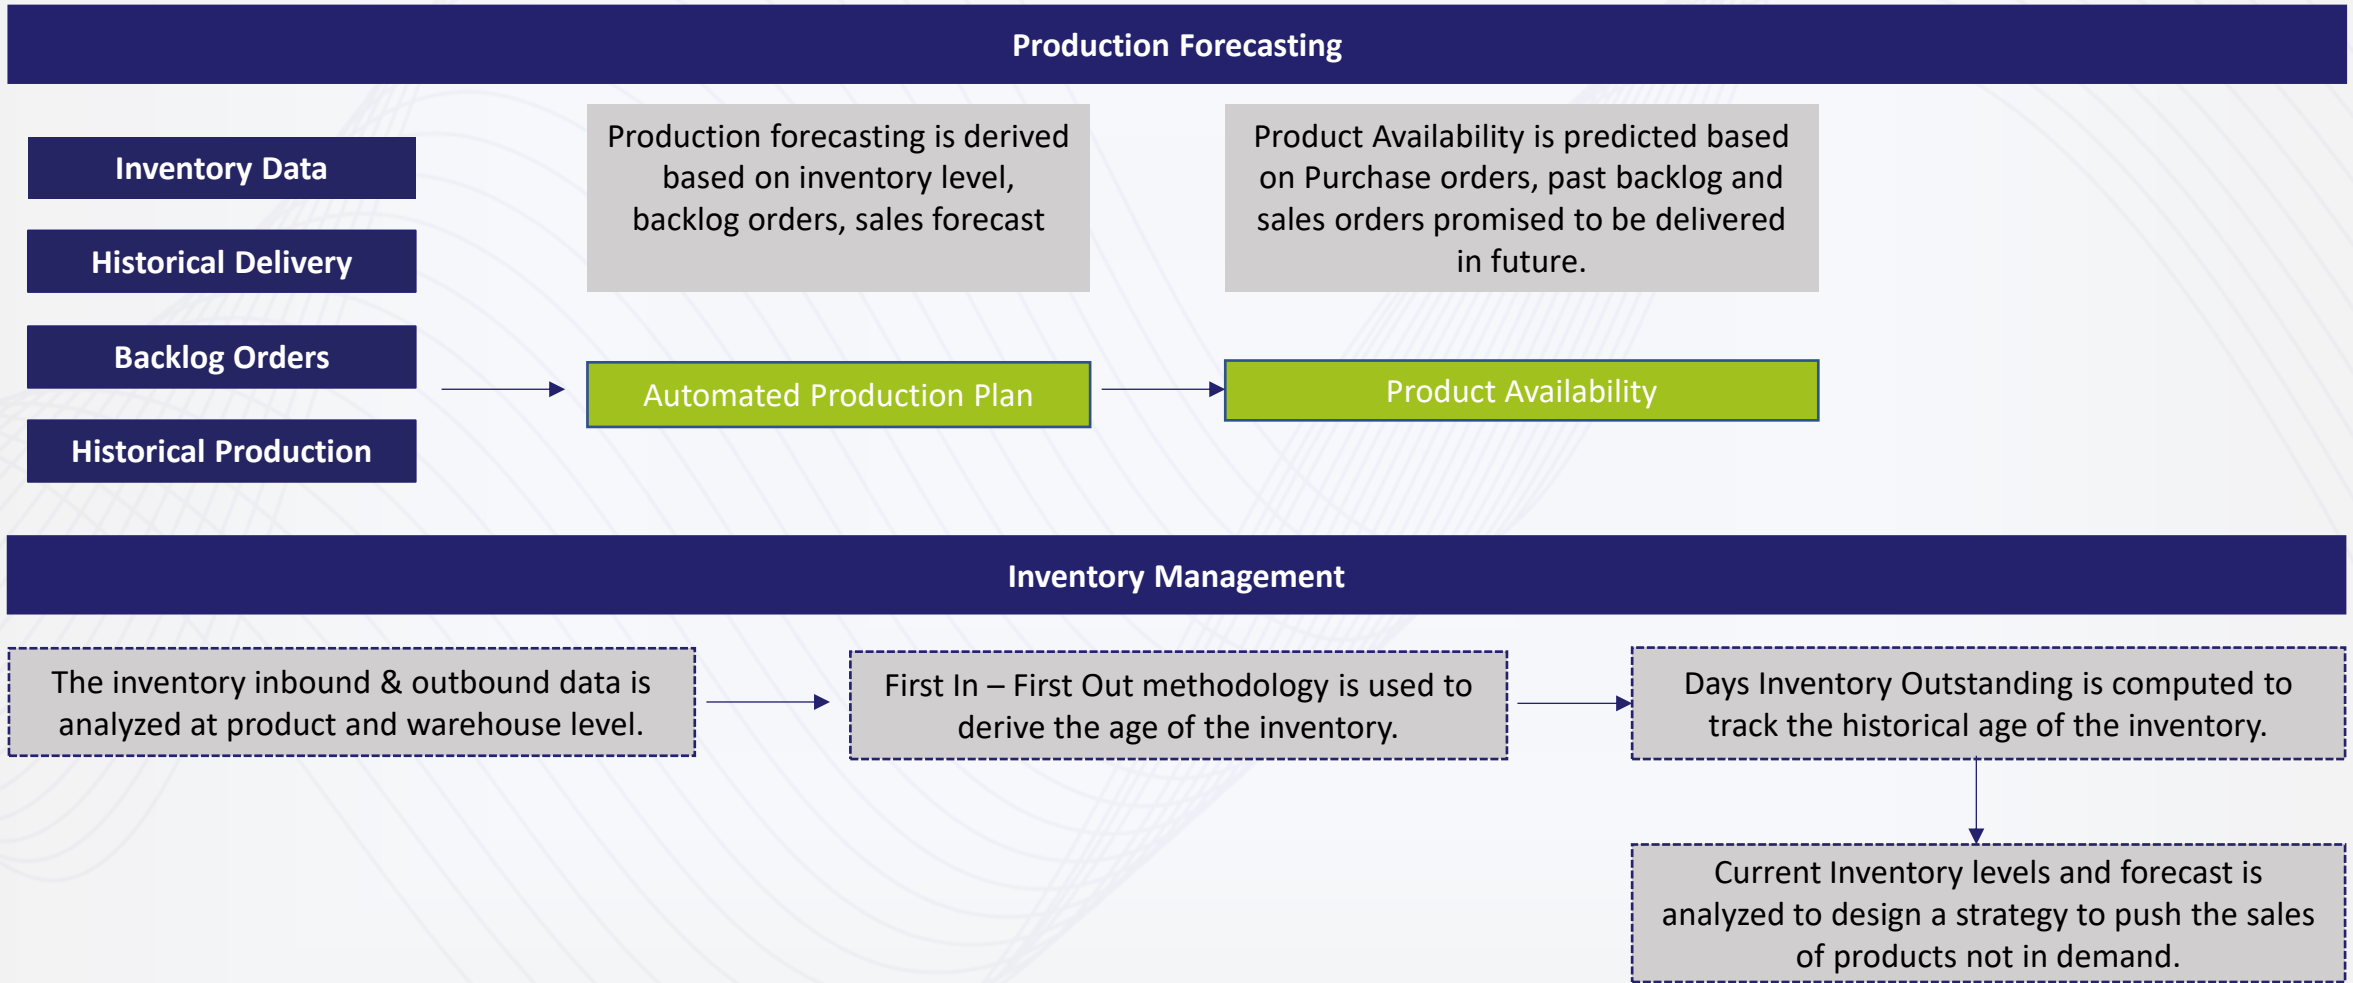 Production Forecasting
Inventory Data
Historical Delivery
Backlog Orders
Historical Production
Production forecasting is derived
based on inventory level,
backlog orders, sales forecast
Automated Production Plan
Product Availability is predicted based
on Purchase orders, past backlog and
sales orders promised to be delivered
in future.
Product Availability
Inventory Management
The inventory inbound & outbound data is
analyzed at product and warehouse level.
First In – First Out methodology is used to
derive the age of the inventory.
Days Inventory Outstanding is computed to
track the historical age of the inventory.
Current Inventory levels and forecast is
analyzed to design a strategy to push the sales
of products not in demand.